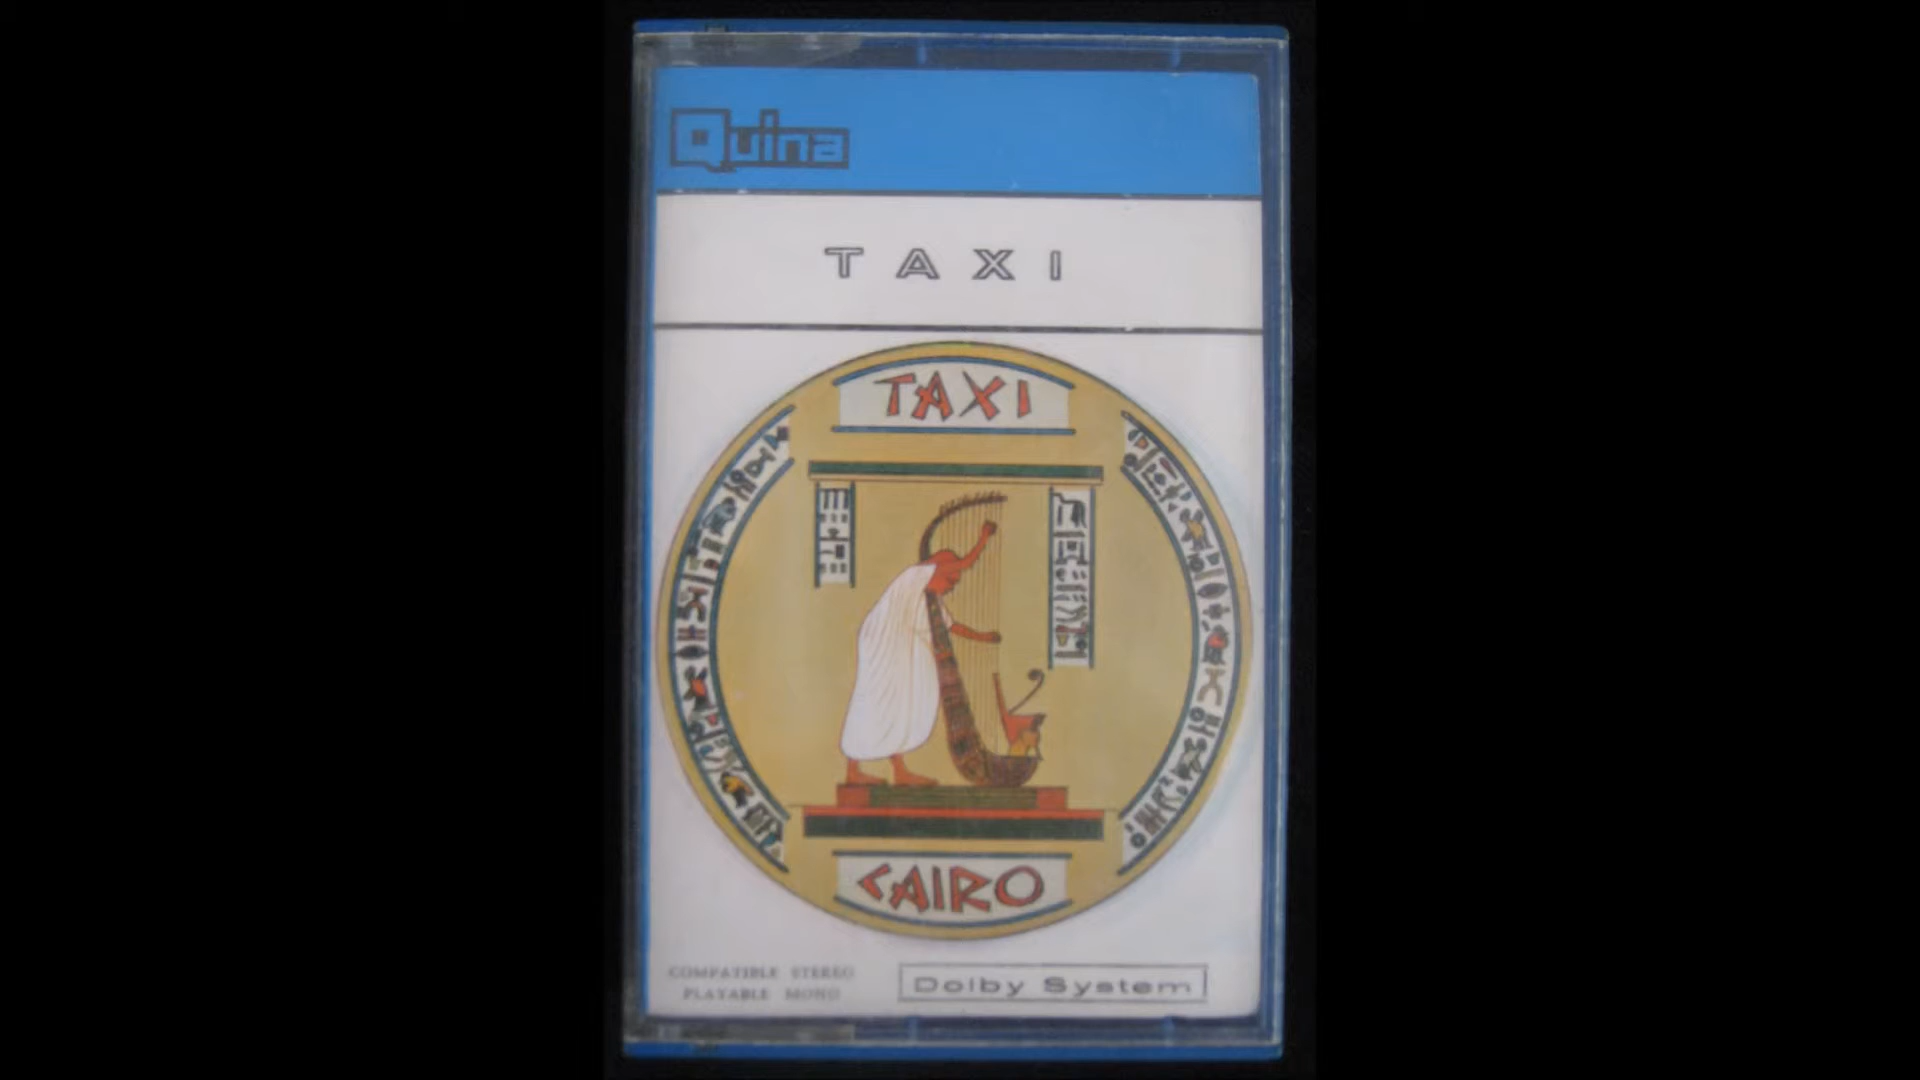 Quina
TAXI
TAXI
CAIRO
COMPATIBLE STEREO
PLAYABLE MONO
Dolby System